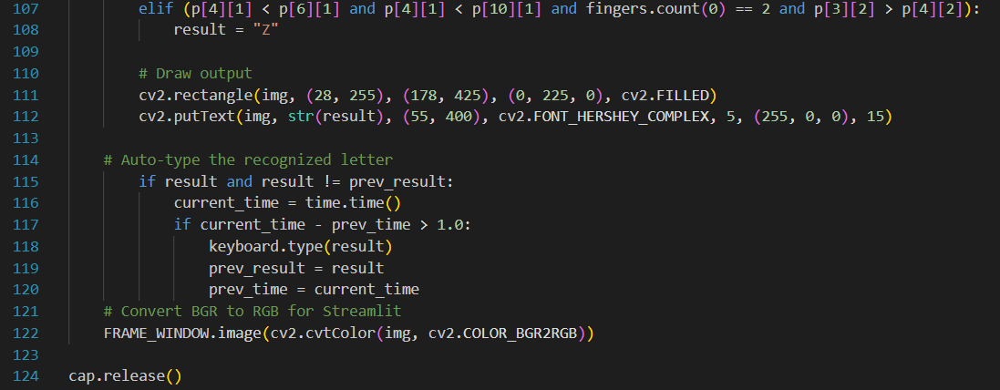 107 elif (p[4][1] < p[6][1] and p[4][1] < p[10][1] and fingers.count(0) == 2 and p[3][2] > p[4][2]):
108 result = "Z"
109
110 # Draw output
111 cv2.rectangle(img, (28, 255), (178, 425), (0, 225, 0), cv2.FILLED)
112 cv2.putText(img, str(result), (55, 400), cv2.FONT_HERSHEY_COMPLEX, 5, (255, 0, 0), 15)
113
114 # Auto-type the recognized letter
115 if result and result != prev_result:
116 current_time = time.time()
117 if current_time - prev_time > 1.0:
118 keyboard.type(result)
119 prev_result = result
120 prev_time = current_time
121 # Convert BGR to RGB for Streamlit
122 FRAME_WINDOW.image(cv2.cvtColor(img, cv2.COLOR_BGR2RGB))
123
124 cap.release()